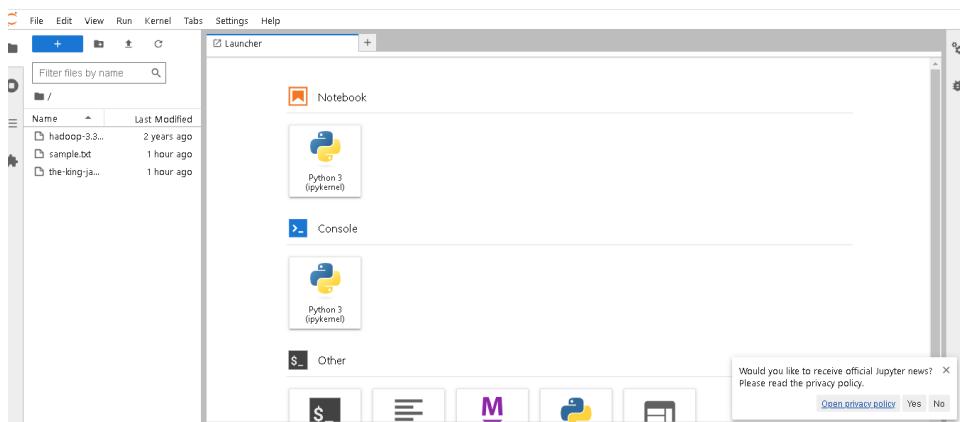 File Edit View Run Kernel Tabs Settings Help
+
Launcher
+
Filter files by name
/
Name Last Modified
hadoop-3.3... 2 years ago
sample.txt 1 hour ago
the-king-ja... 1 hour ago
Notebook
Python 3
(ipykernel)
>_ Console
Python 3
(ipykernel)
$_ Other
$_
M
Would you like to receive official Jupyter news?
Please read the privacy policy.
Open privacy policy Yes No